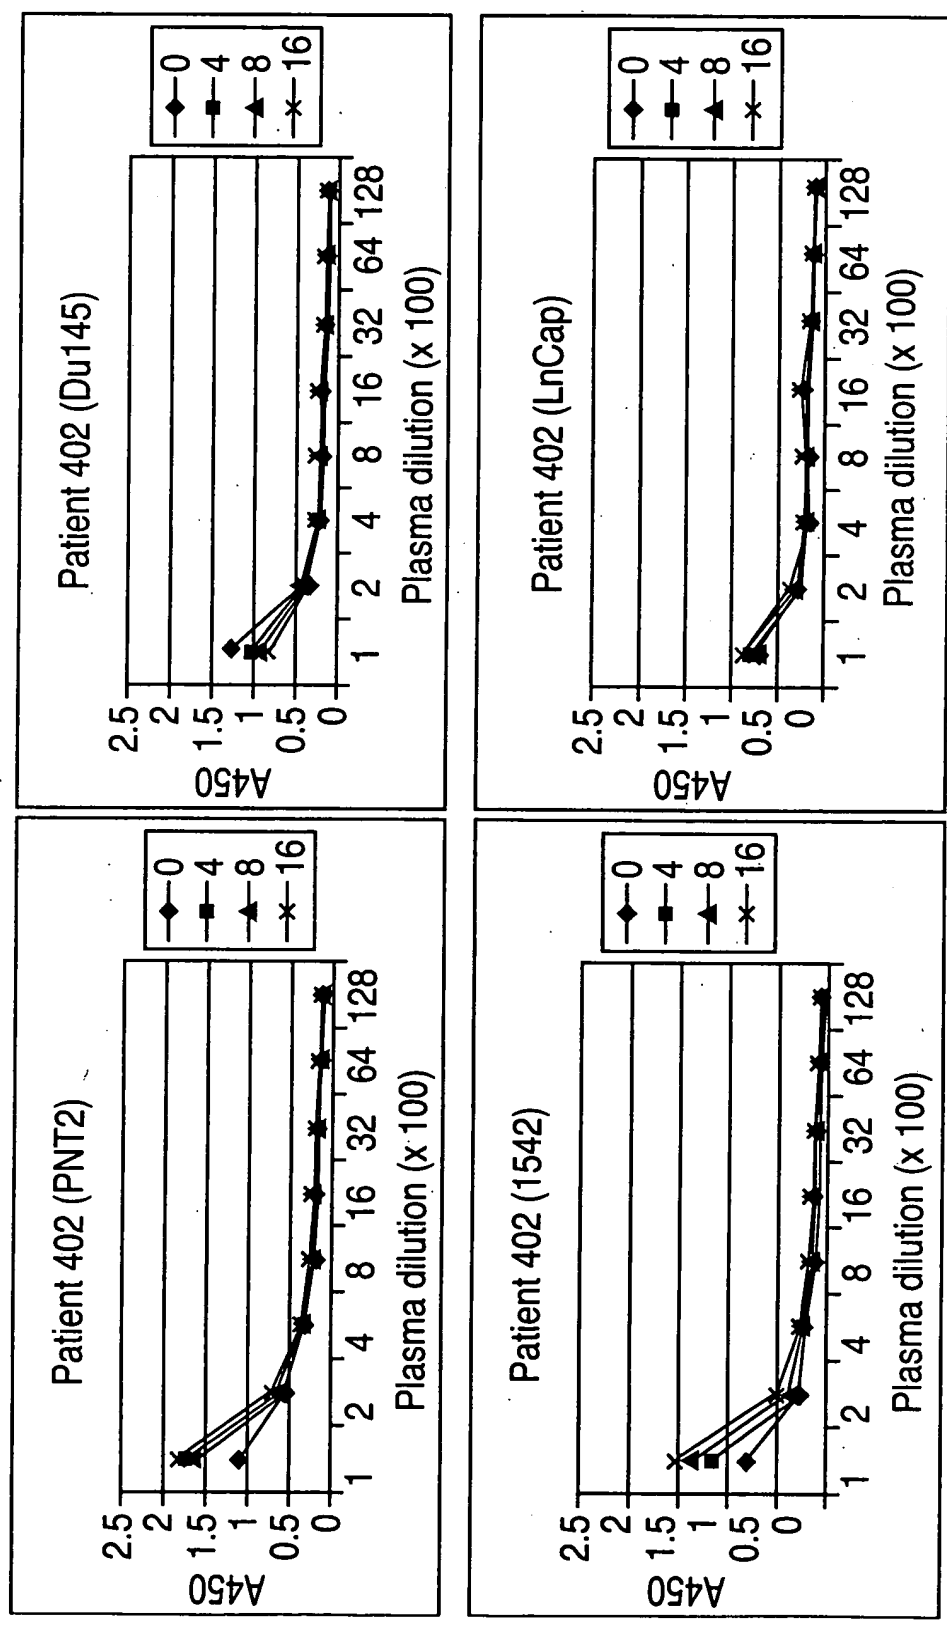 Patient 402 (PNT2)
A450
2.5
2
1.5
1
0.5
0
1 2 4 8 16 32 64 128
Plasma dilution (x 100)
0
4
8
16
Patient 402 (Du145)
A450
2.5
2
1.5
1
0.5
0
1 2 4 8 16 32 64 128
Plasma dilution (x 100)
0
4
8
16
Patient 402 (1542)
A450
2.5
2
1.5
1
0.5
0
1 2 4 8 16 32 64 128
Plasma dilution (x 100)
0
4
8
16
Patient 402 (LnCap)
A450
2.5
2
1.5
1
0.5
0
1 2 4 8 16 32 64 128
Plasma dilution (x 100)
0
4
8
16